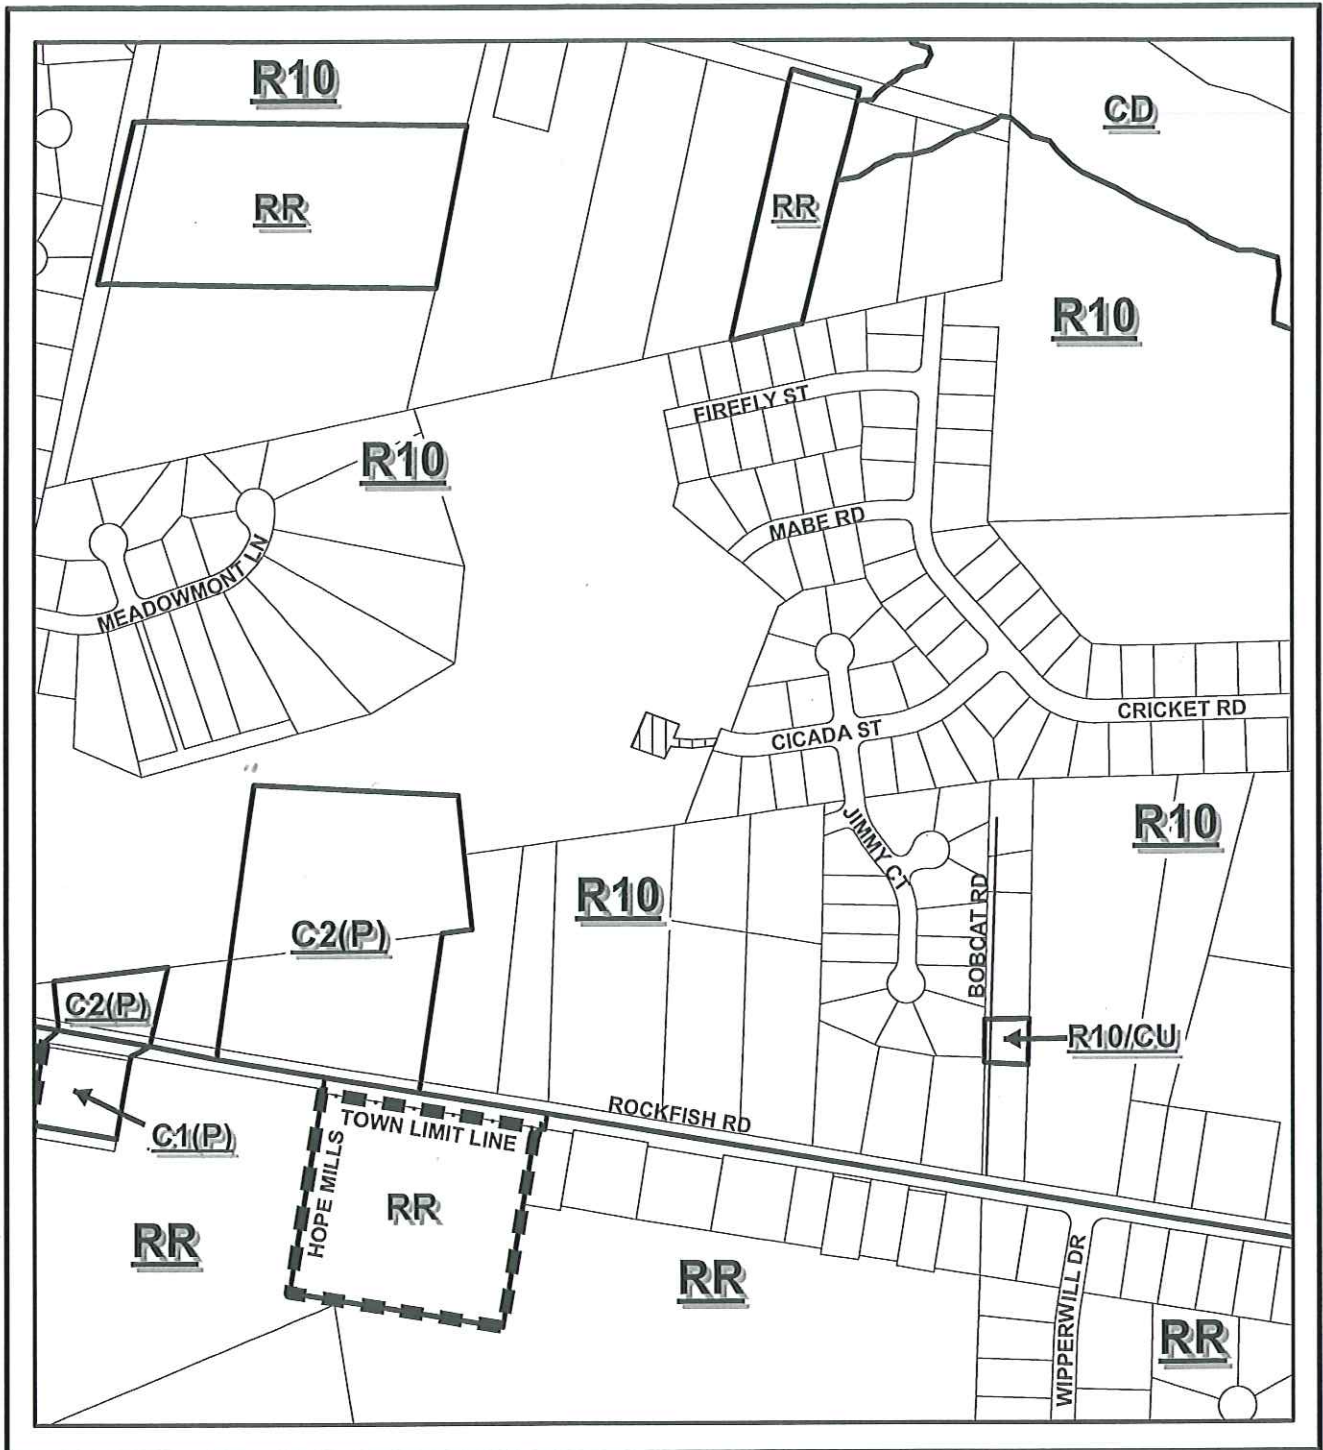 R10
CD
RR
RR
R10
FIREFLY ST
R10
MABE RD
MEADOWMONT LN
CRICKET RD
CICADA ST
JIMMY CT
R10
BOBCAT RD
R10
C2(P)
C2(P)
R10/CU
ROCKFISH RD
TOWN LIMIT LINE
C1(P)
HOPE MILLS
RR
RR
RR
WIPPERWILL DR
RR